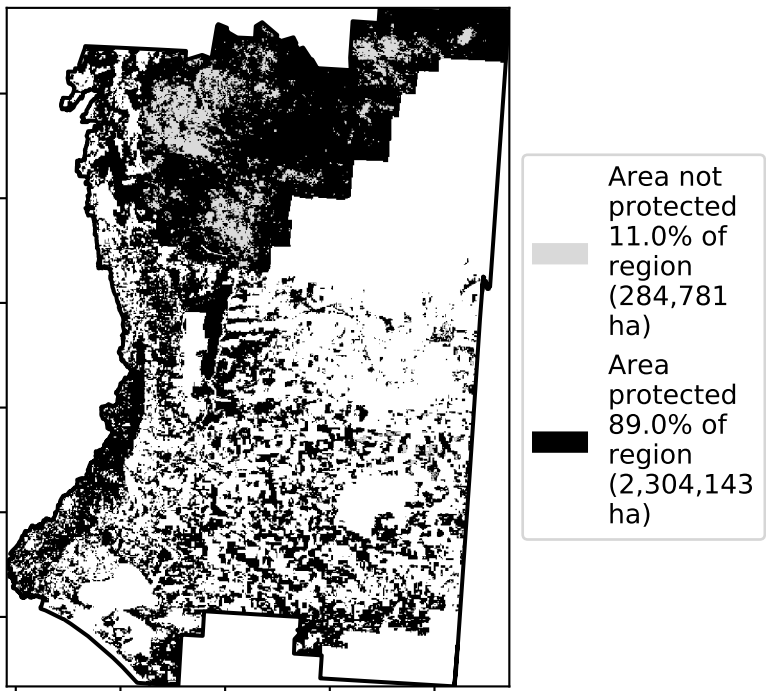 Area not
protected
11.0% of
region
(284,781
ha)
Area
protected
89.0% of
region
(2,304,143
ha)